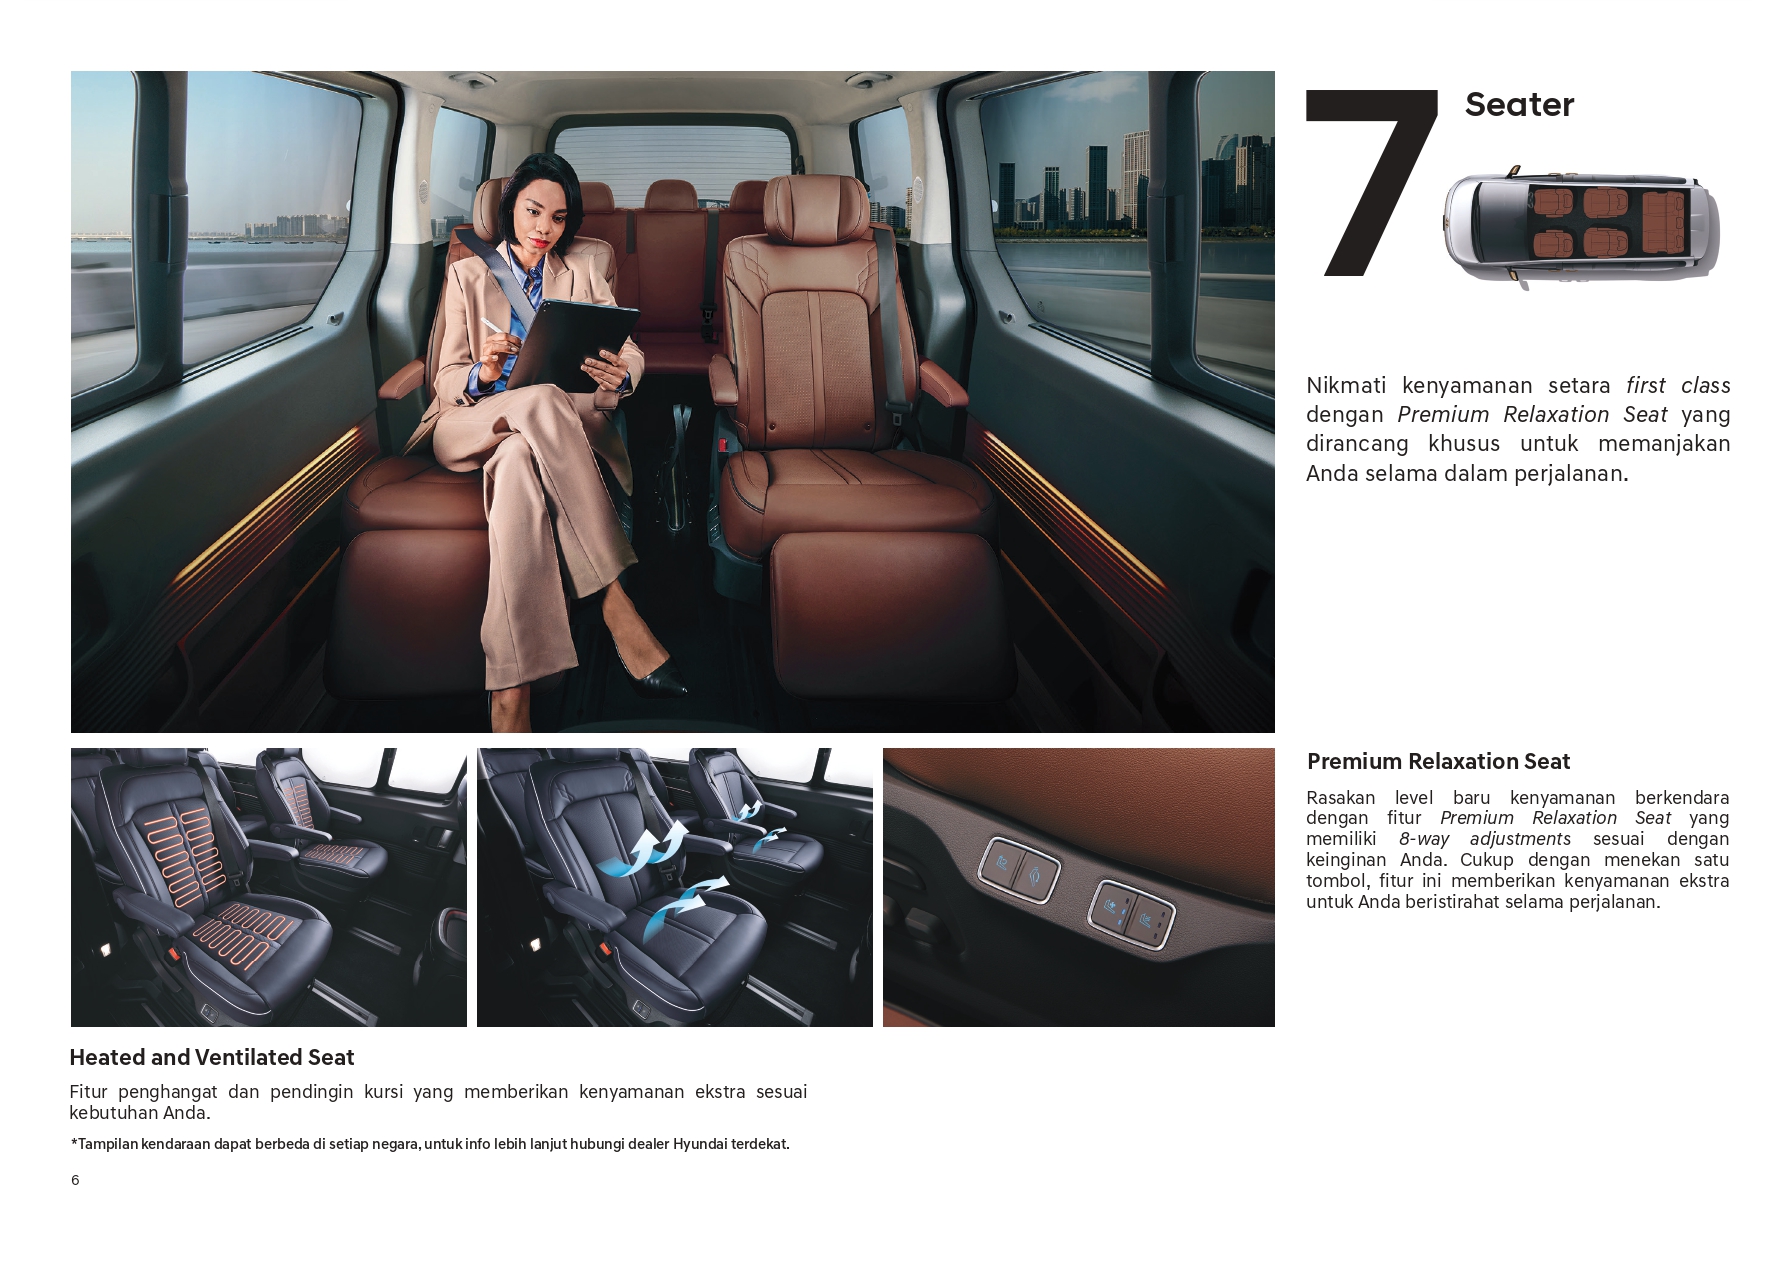 7 Seater
Nikmati kenyamanan setara first class
dengan Premium Relaxation Seat yang
dirancang khusus untuk memanjakan
Anda selama dalam perjalanan.
Premium Relaxation Seat
Rasakan level baru kenyamanan berkendara
dengan fitur Premium Relaxation Seat yang
memiliki 8-way adjustments sesuai dengan
keinginan Anda. Cukup dengan menekan satu
tombol, fitur ini memberikan kenyamanan ekstra
untuk Anda beristirahat selama perjalanan.
Heated and Ventilated Seat
Fitur penghangat dan pendingin kursi yang memberikan kenyamanan ekstra sesuai
kebutuhan Anda.
*Tampilan kendaraan dapat berbeda di setiap negara, untuk info lebih lanjut hubungi dealer Hyundai terdekat.
6